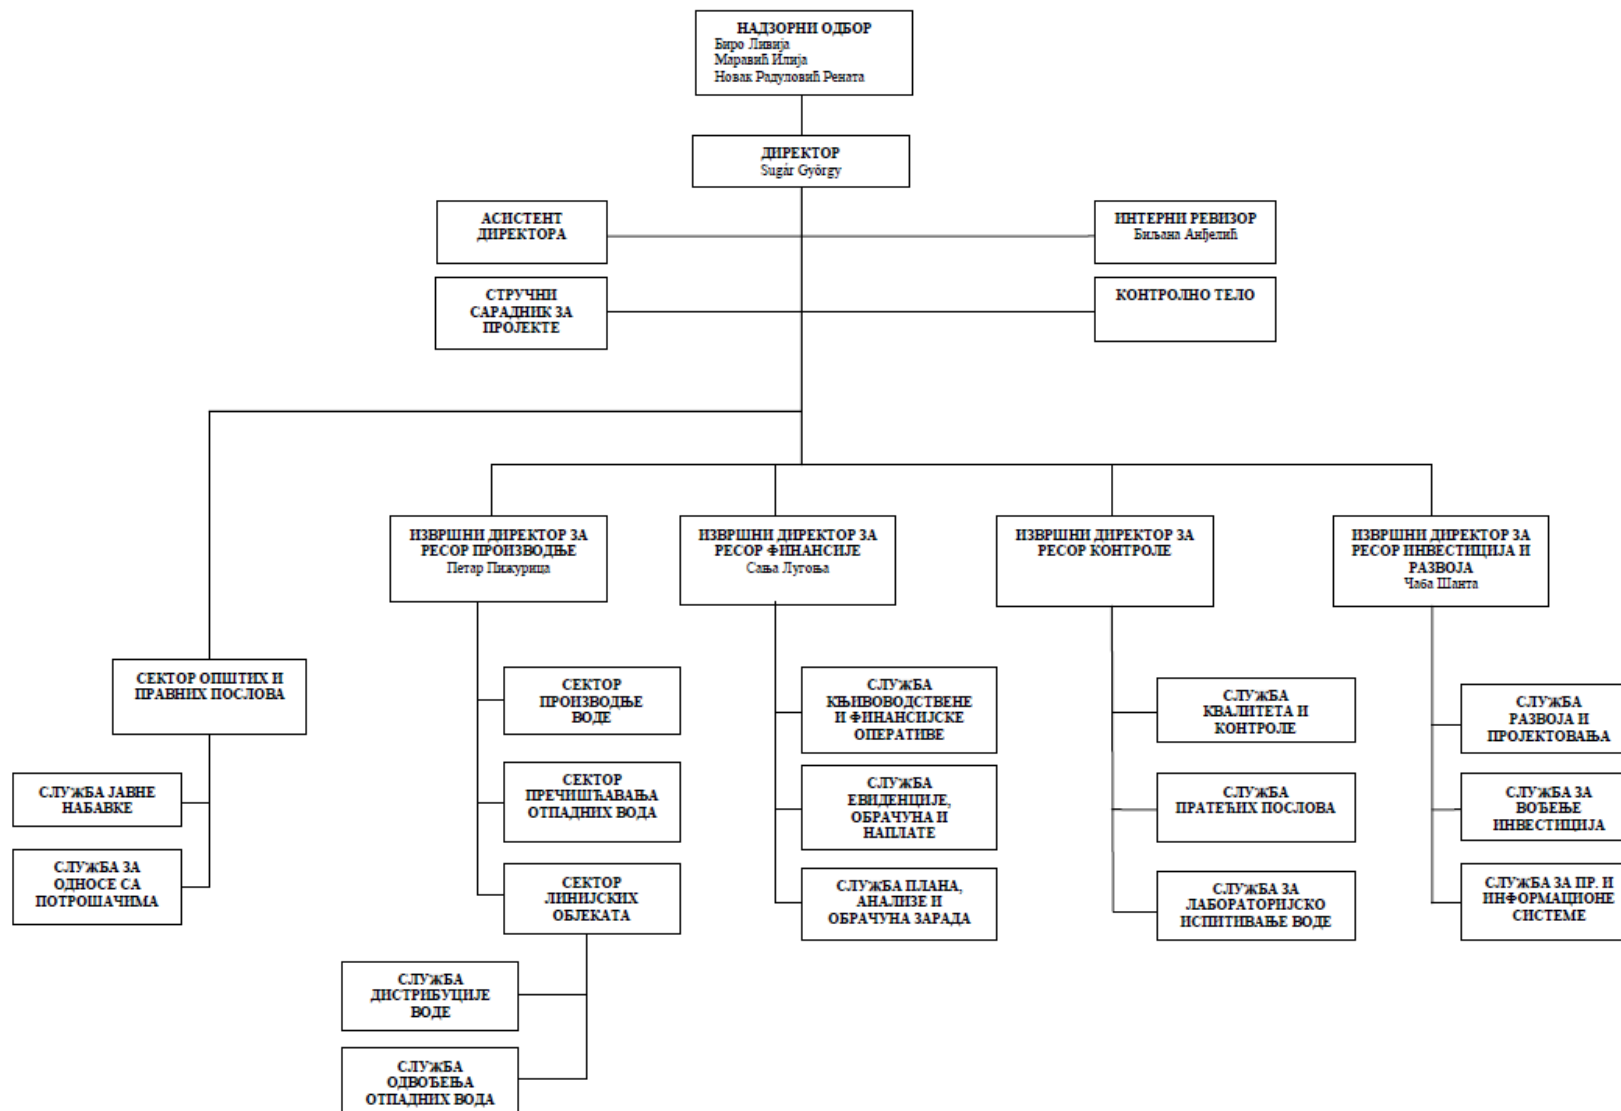 НАДЗОРНИ ОДБОР
Биро Ливија
Маравић Илија
Новак Радуловић Рената
ДИРЕКТОР
Sugár György
АСИСТЕНТ
ДИРЕКТОРА
ИНТЕРНИ РЕВИЗОР
Биљана Анђелић
СТРУЧНИ
САРАДНИК ЗА
ПРОЈЕКТЕ
КОНТРОЛНО ТЕЛО
ИЗВРШНИ ДИРЕКТОР ЗА
РЕСОР ПРОИЗВОДЊЕ
Петар Пижурица
ИЗВРШНИ ДИРЕКТОР ЗА
РЕСОР ФИНАНСИЈЕ
Сања Лугоња
ИЗВРШНИ ДИРЕКТОР ЗА
РЕСОР КОНТРОЛЕ
ИЗВРШНИ ДИРЕКТОР ЗА
РЕСОР ИНВЕСТИЦИЈА И
РАЗВОЈА
Чаба Шанта
СЕКТОР ОПШТИХ И
ПРАВНИХ ПОСЛОВА
СЛУЖБА ЈАВНЕ
НАБАВКЕ
СЛУЖБА ЗА
ОДНОСЕ СА
ПОТРОШАЧИМА
СЕКТОР
ПРОИЗВОДЊЕ
ВОДЕ
СЕКТОР
ПРЕЧИШЋАВАЊА
ОТПАДНИХ ВОДА
СЕКТОР
ЛИНИЈСКИХ
ОБЈЕКАТА
СЛУЖБА
ДИСТРИБУЦИЈЕ
ВОДЕ
СЛУЖБА
ОДВОЂЕЊА
ОТПАДНИХ ВОДА
СЛУЖБА
КЊИВОВОДСТВЕНЕ
И ФИНАНСИЈСКЕ
ОПЕРАТИВЕ
СЛУЖБА
ЕВИДЕНЦИЈЕ,
ОБРАЧУНА И
НАПЛАТЕ
СЛУЖБА ПЛАНА,
АНАЛИЗЕ И
ОБРАЧУНА ЗАРАДА
СЛУЖБА
КВАЛИТЕТА И
КОНТРОЛЕ
СЛУЖБА
ПРАТЕЋИХ ПОСЛОВА
СЛУЖБА ЗА
ЛАБОРАТОРИЈСКО
ИСПИТИВАЊЕ ВОДЕ
СЛУЖБА
РАЗВОЈА И
ПРОЈЕКТОВАЊА
СЛУЖБА ЗА
ВОЂЕЊЕ
ИНВЕСТИЦИЈА
СЛУЖБА ЗА ПР. И
ИНФОРМАЦИОНЕ
СИСТЕМЕ